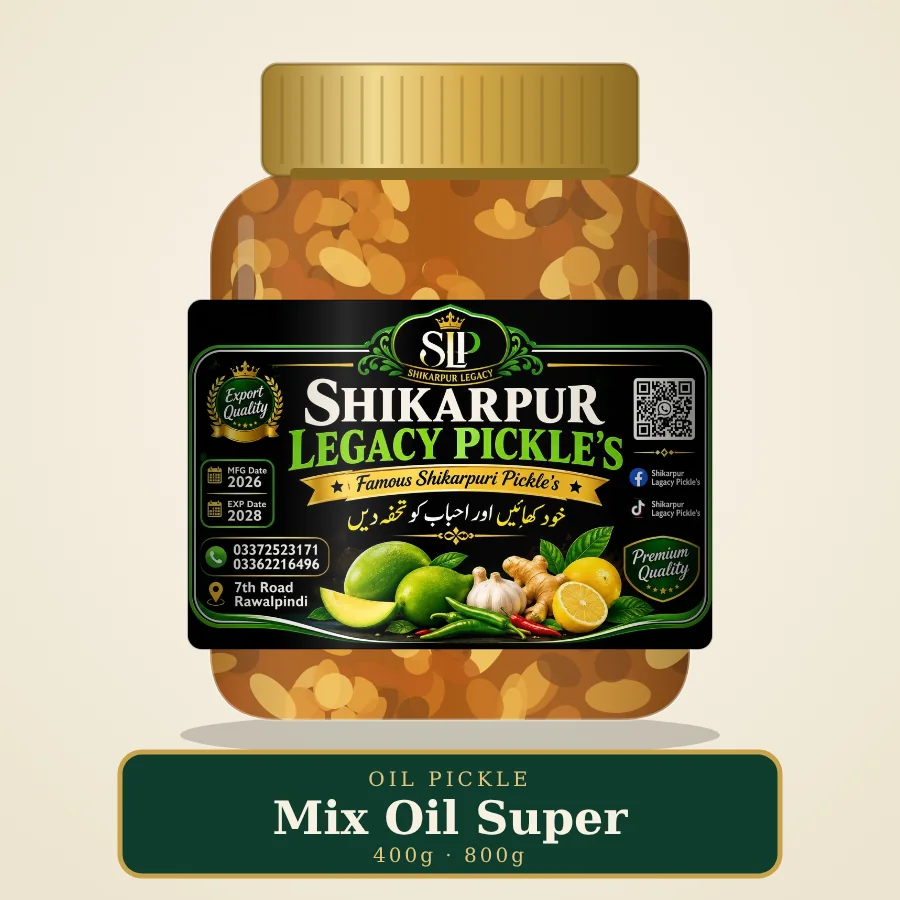 SLP
SHIKARPUR LEGACY
SHIKARPUR
LEGACY PICKLE'S
Famous Shikarpuri Pickle's
خود کھائیں اور احباب کو تحفہ دیں
Export
Quality
MFG Date
2026
EXP Date
2028
03372523171
03362216496
7th Road
Rawalpindi
Shikarpur
Legacy Pickle's
Shikarpur
Legacy Pickle's
Premium
Quality
OIL PICKLE
Mix Oil Super
400g · 800g